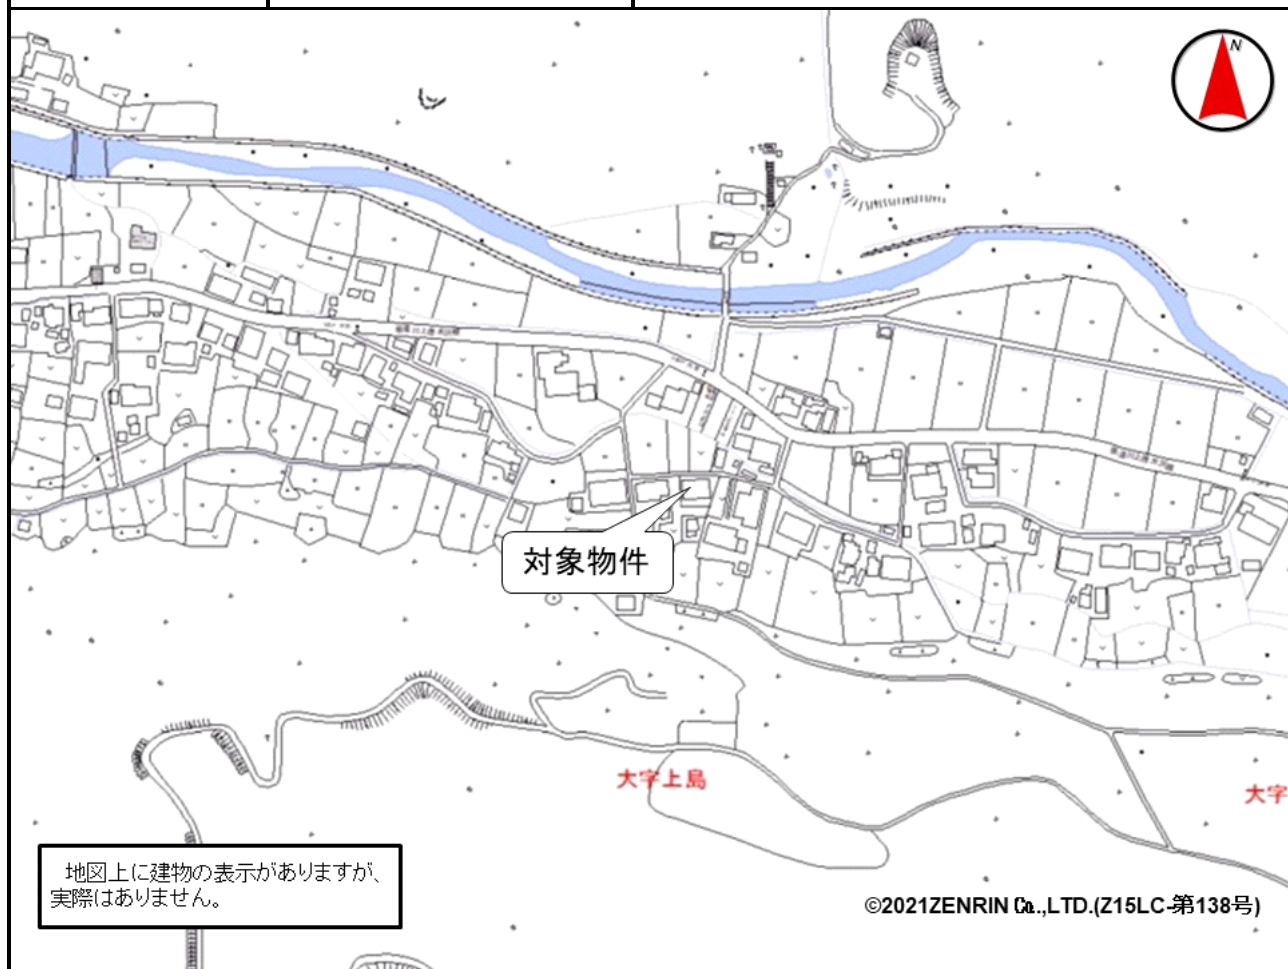 N
対象物件
大字上島
大字
地図上に建物の表示がありますが、
実際はありません。
©2021ZENRIN Co.,LTD.(Z15LC-第138号)